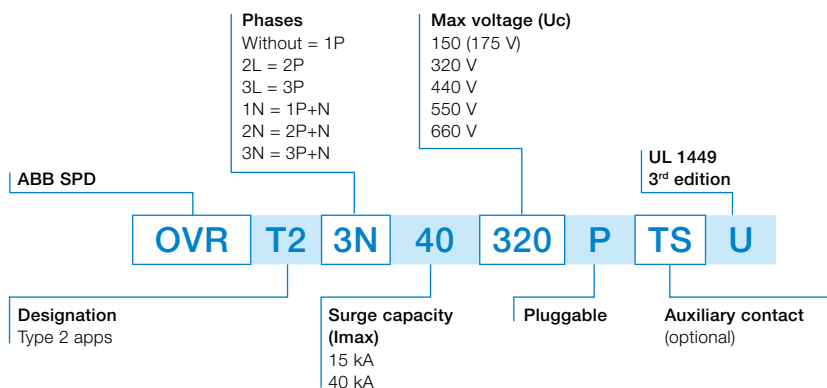 Phases
Without = 1P
2L = 2P
3L = 3P
1N = 1P+N
2N = 2P+N
3N = 3P+N
Max voltage (Uc)
150 (175 V)
320 V
440 V
550 V
660 V
ABB SPD
UL 1449
3rd edition
OVR T2 3N 40 320 P TS U
Designation
Type 2 apps
Surge capacity
(Imax)
15 kA
40 kA
Pluggable
Auxiliary contact
(optional)